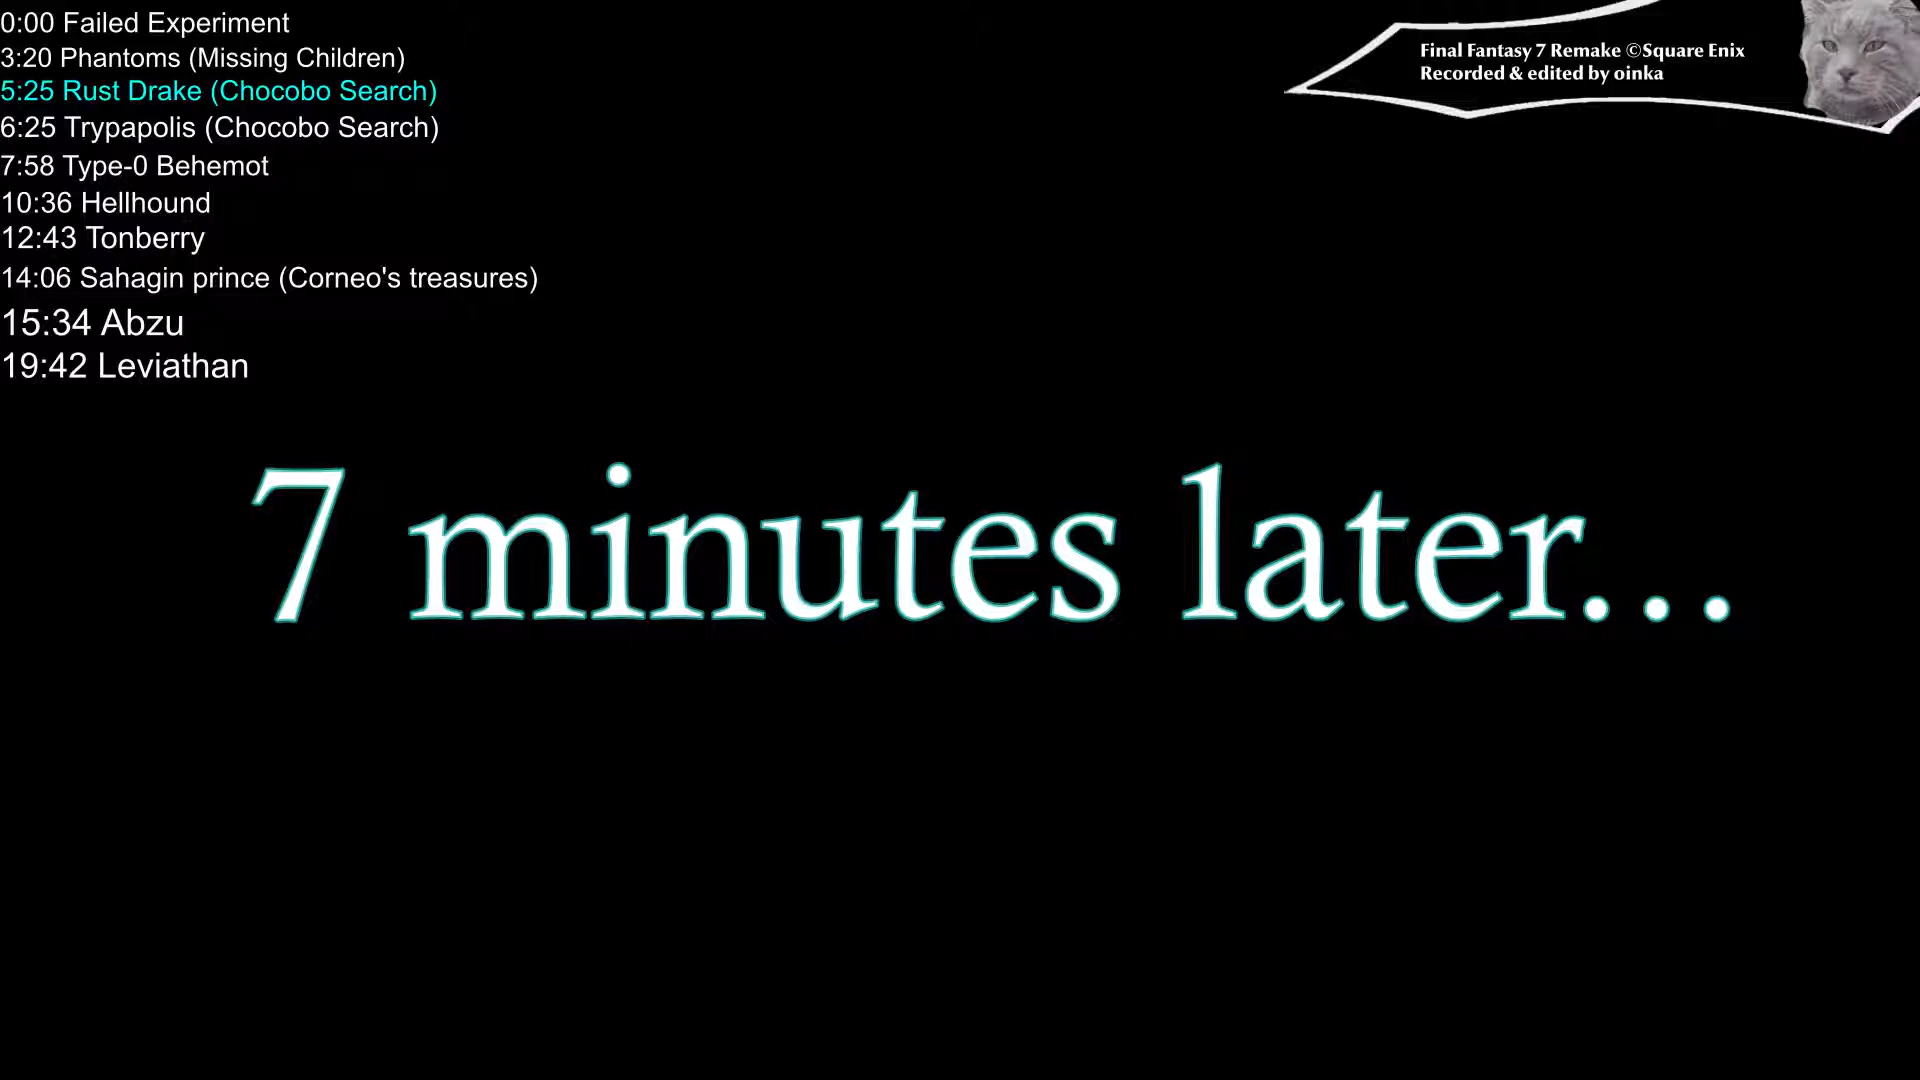 0:00 Failed Experiment
3:20 Phantoms (Missing Children)
5:25 Rust Drake (Chocobo Search)
6:25 Trypapolis (Chocobo Search)
7:58 Type-0 Behemot
10:36 Hellhound
12:43 Tonberry
14:06 Sahagin prince (Corneo's treasures)
15:34 Abzu
19:42 Leviathan
Final Fantasy 7 Remake ©Square Enix
Recorded & edited by oinka
7 minutes later...